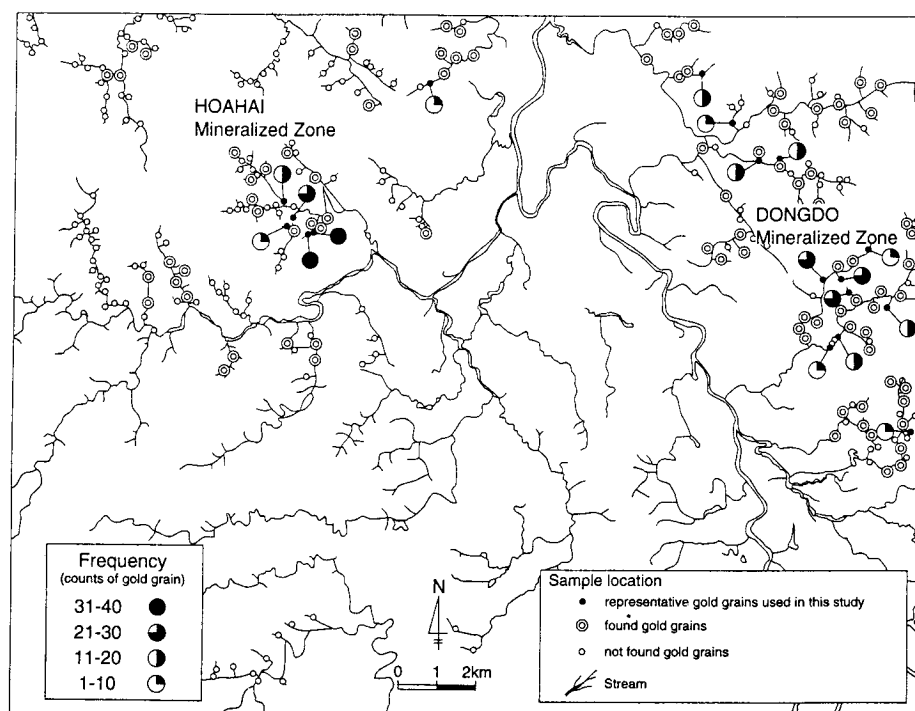 HOAHAI
Mineralized Zone
DONGDO
Mineralized Zone
Frequency
(counts of gold grain)
31-40
21-30
11-20
1-10
N
0 1 2km
Sample location
representative gold grains used in this study
found gold grains
not found gold grains
Stream